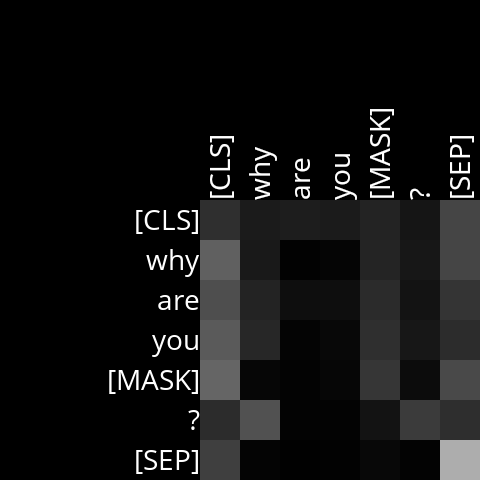 [CLS] why are you [MASK] ? [SEP]
[CLS]
why
are
you
[MASK]
?
[SEP]